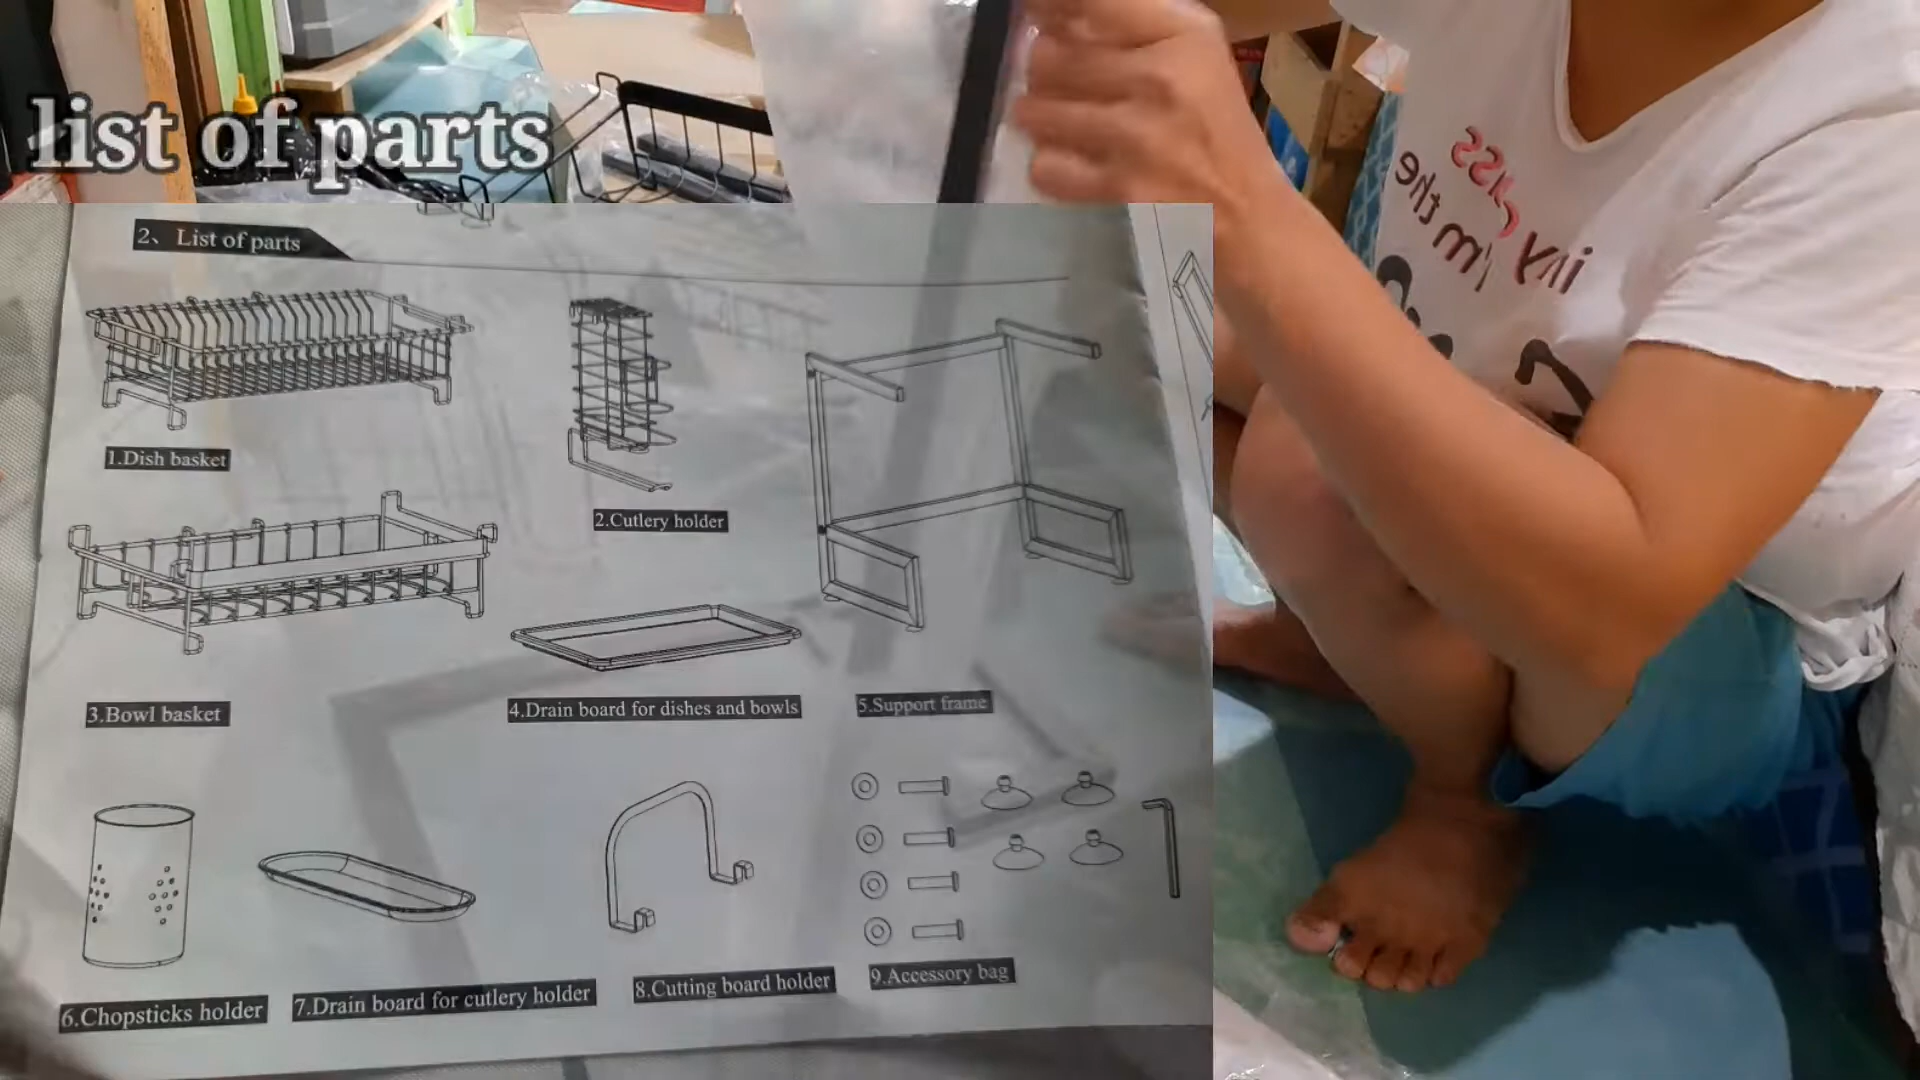 list of parts
2、 List of parts
1.Dish basket
2.Cutlery holder
3.Bowl basket
4.Drain board for dishes and bowls
5.Support frame
6.Chopsticks holder
7.Drain board for cutlery holder
8.Cutting board holder
9.Accessory bag
I'm the